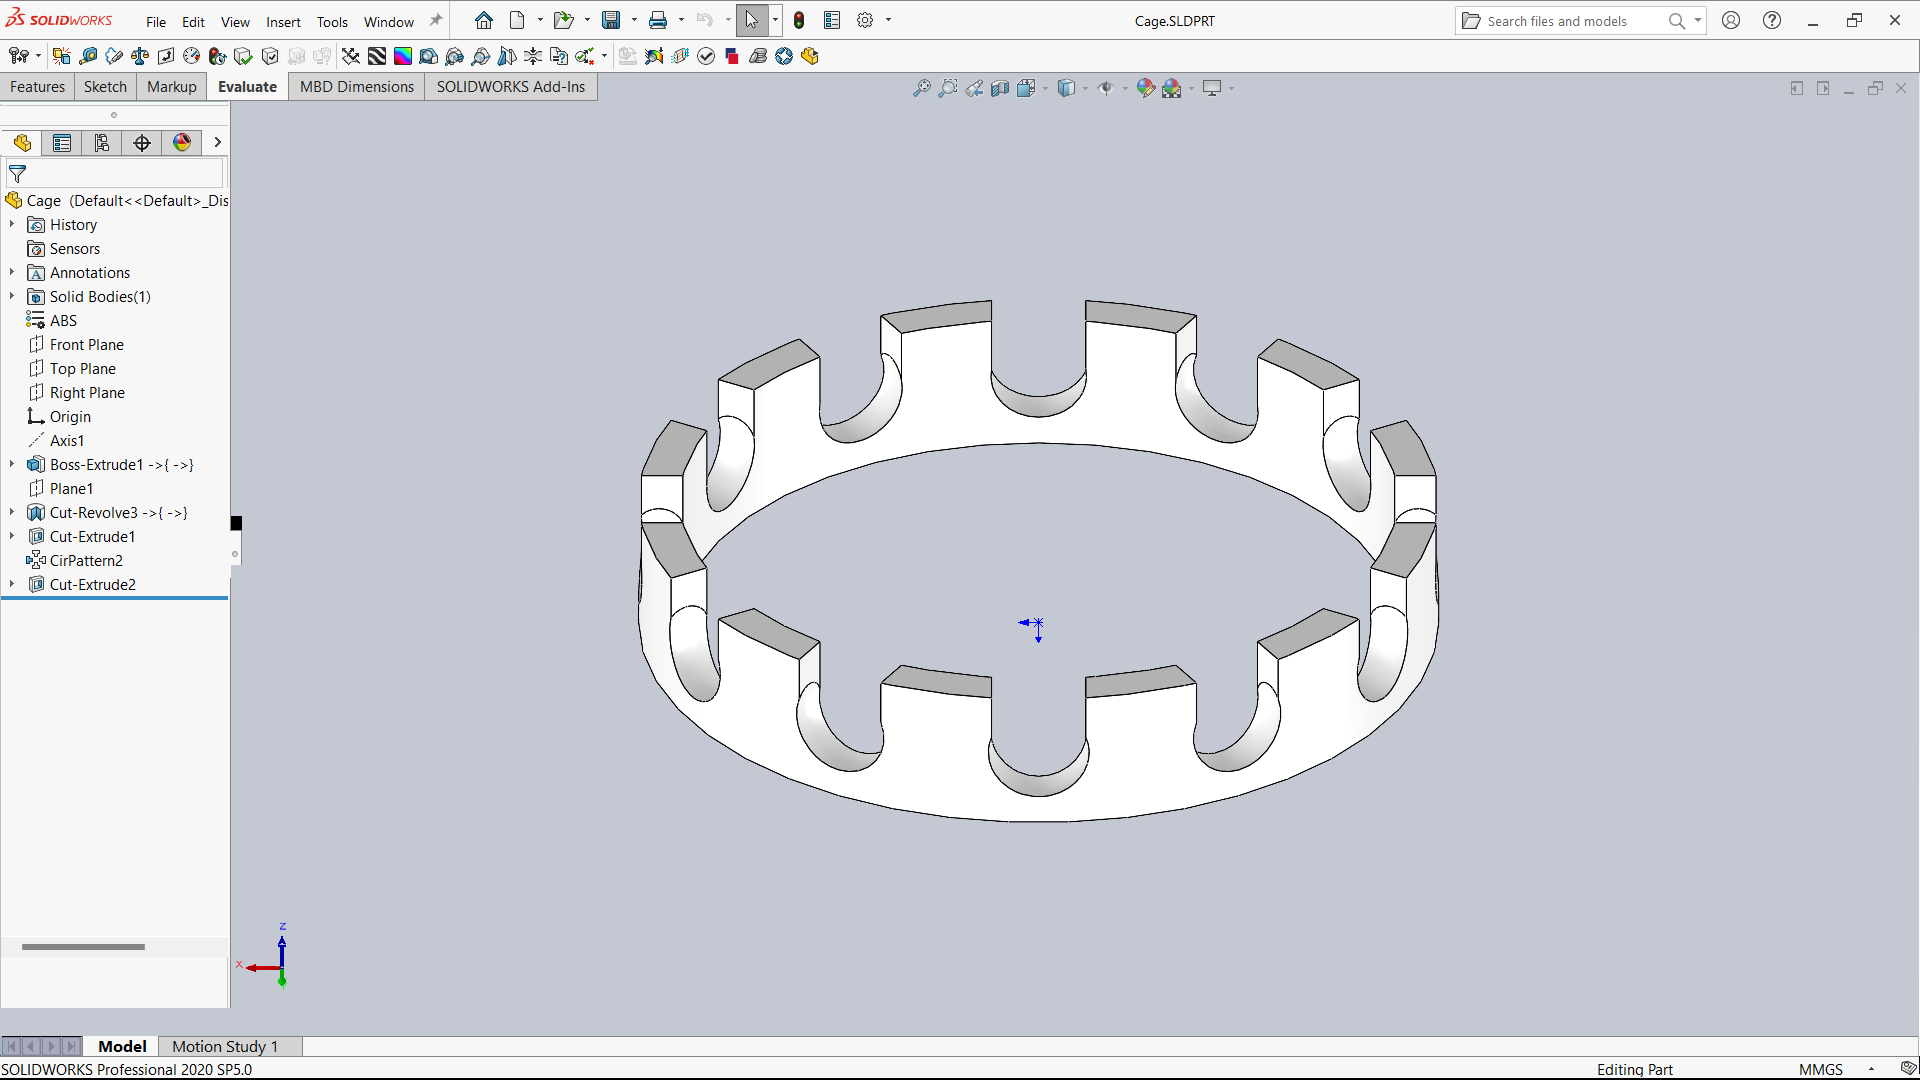 SOLIDWORKS File Edit View Insert Tools Window Cage.SLDPRT Search files and models
Features Sketch Markup Evaluate MBD Dimensions SOLIDWORKS Add-Ins
Cage (Default<<Default>_Dis
History
Sensors
Annotations
Solid Bodies(1)
ABS
Front Plane
Top Plane
Right Plane
Origin
Axis1
Boss-Extrude1 ->{ ->}
Plane1
Cut-Revolve3 ->{ ->}
Cut-Extrude1
CirPattern2
Cut-Extrude2
Z
X
Model Motion Study 1
SOLIDWORKS Professional 2020 SP5.0 Editing Part MMGS